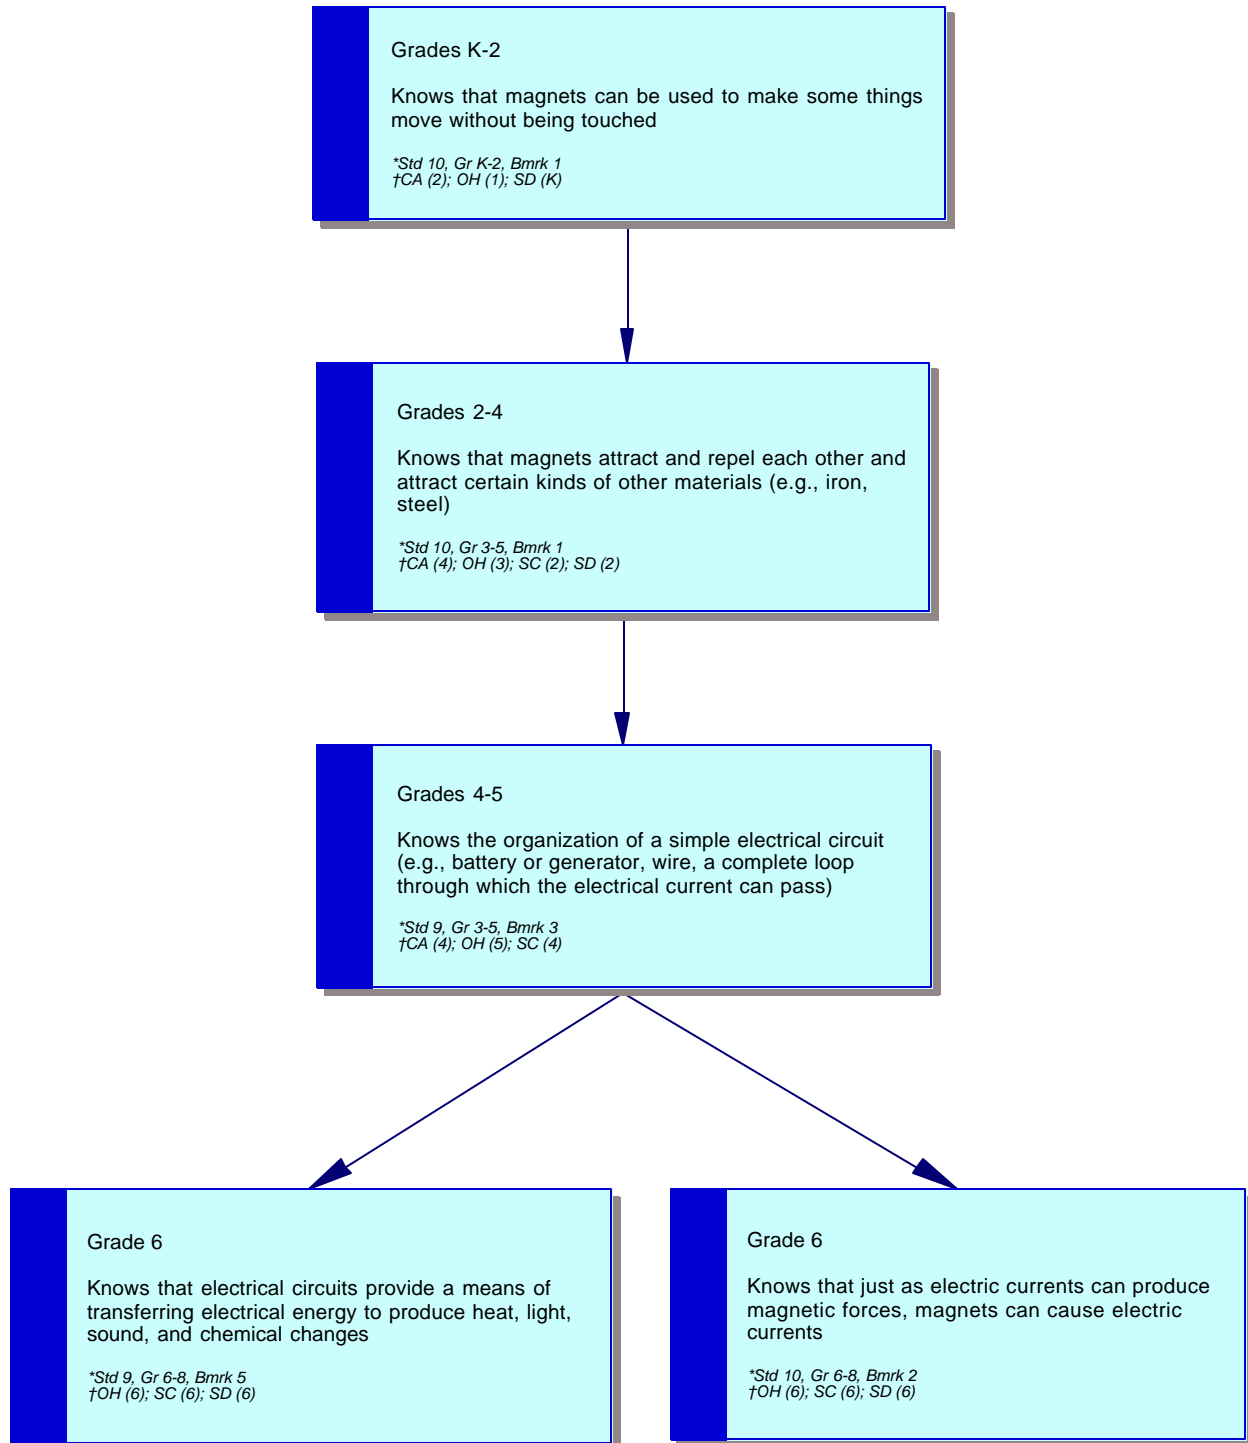 Grades K-2
Knows that magnets can be used to make some things
move without being touched
*Std 10, Gr K-2, Bmrk 1
†CA (2); OH (1); SD (K)
Grades 2-4
Knows that magnets attract and repel each other and
attract certain kinds of other materials (e.g., iron,
steel)
*Std 10, Gr 3-5, Bmrk 1
†CA (4); OH (3); SC (2); SD (2)
Grades 4-5
Knows the organization of a simple electrical circuit
(e.g., battery or generator, wire, a complete loop
through which the electrical current can pass)
*Std 9, Gr 3-5, Bmrk 3
†CA (4); OH (5); SC (4)
Grade 6
Knows that electrical circuits provide a means of
transferring electrical energy to produce heat, light,
sound, and chemical changes
*Std 9, Gr 6-8, Bmrk 5
†OH (6); SC (6); SD (6)
Grade 6
Knows that just as electric currents can produce
magnetic forces, magnets can cause electric
currents
*Std 10, Gr 6-8, Bmrk 2
†OH (6); SC (6); SD (6)